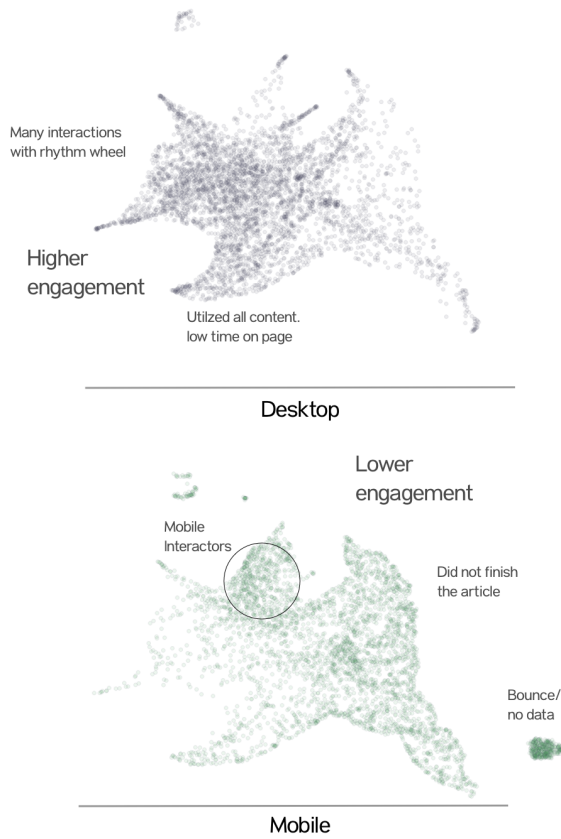 Many interactions
with rhythm wheel
Higher
engagement
Utilzed all content.
low time on page
Desktop
Lower
engagement
Mobile
Interactors
Did not finish
the article
Bounce/
no data
Mobile